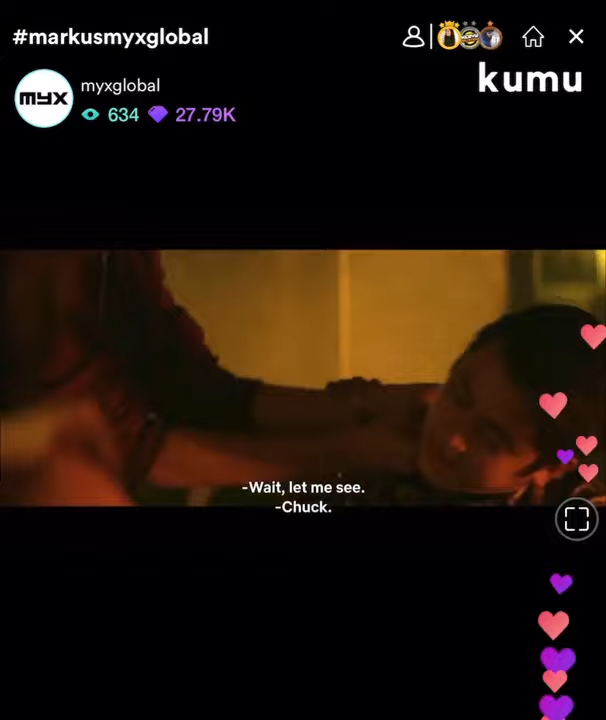 #markusmyxglobal
myxglobal
myx
634 27.79K
kumu
-Wait, let me see.
-Chuck.